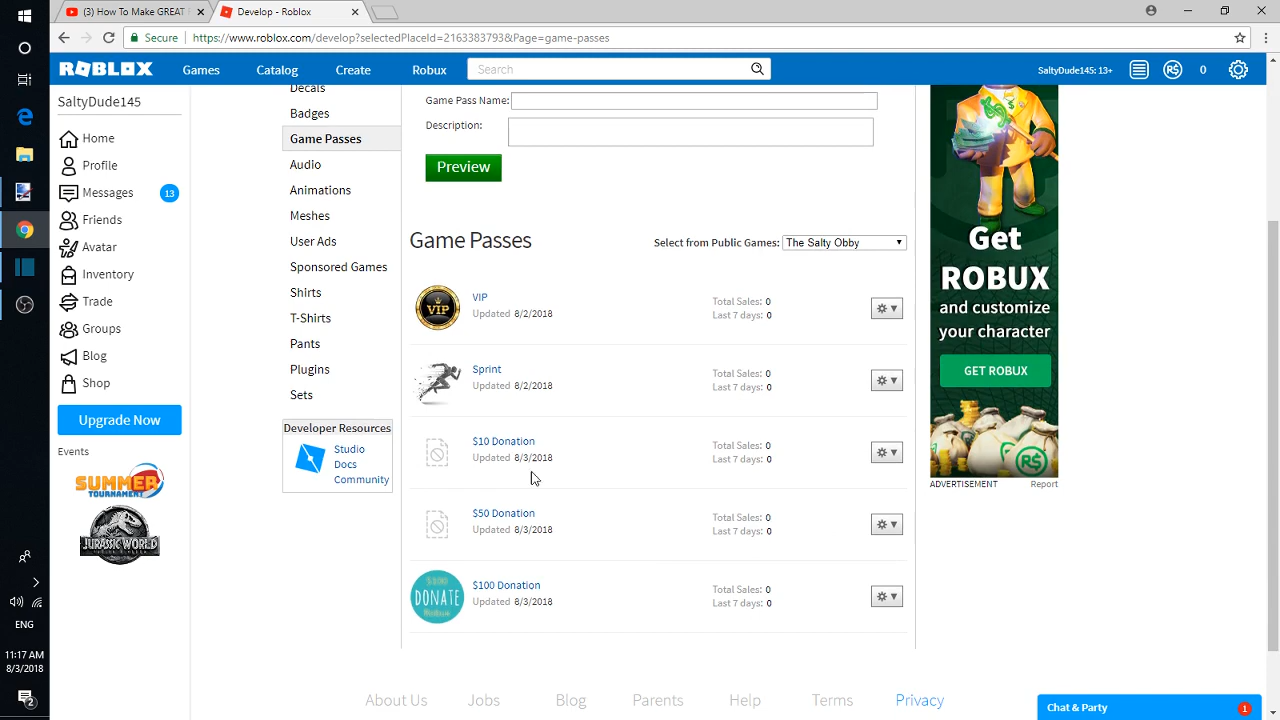 (3) How To Make GREAT
Develop - Roblox
Secure
https://www.roblox.com/develop?selectedPlaceId=2163383793&Page=game-passes
ROBLOX
Games
Catalog
Create
Robux
Search
SaltyDude145: 13+
R$
0
SaltyDude145
Home
Profile
Messages
13
Friends
Avatar
Inventory
Trade
Groups
Blog
Shop
Upgrade Now
Events
SUMMER
TOURNAMENT
JURASSIC WORLD
Decals
Badges
Game Passes
Audio
Animations
Meshes
User Ads
Sponsored Games
Shirts
T-Shirts
Pants
Plugins
Sets
Developer Resources
Studio
Docs
Community
Game Pass Name:
Description:
Preview
Game Passes
Select from Public Games:
The Salty Obby
VIP
VIP
Updated 8/2/2018
Total Sales: 0
Last 7 days: 0
Sprint
Updated 8/2/2018
Total Sales: 0
Last 7 days: 0
$10 Donation
Updated 8/3/2018
Total Sales: 0
Last 7 days: 0
$50 Donation
Updated 8/3/2018
Total Sales: 0
Last 7 days: 0
$100
DONATE
$100 Donation
Updated 8/3/2018
Total Sales: 0
Last 7 days: 0
Get
ROBUX
and customize
your character
GET ROBUX
R$
ADVERTISEMENT
Report
About Us
Jobs
Blog
Parents
Help
Terms
Privacy
Chat & Party
1
ENG
11:17 AM
8/3/2018
2